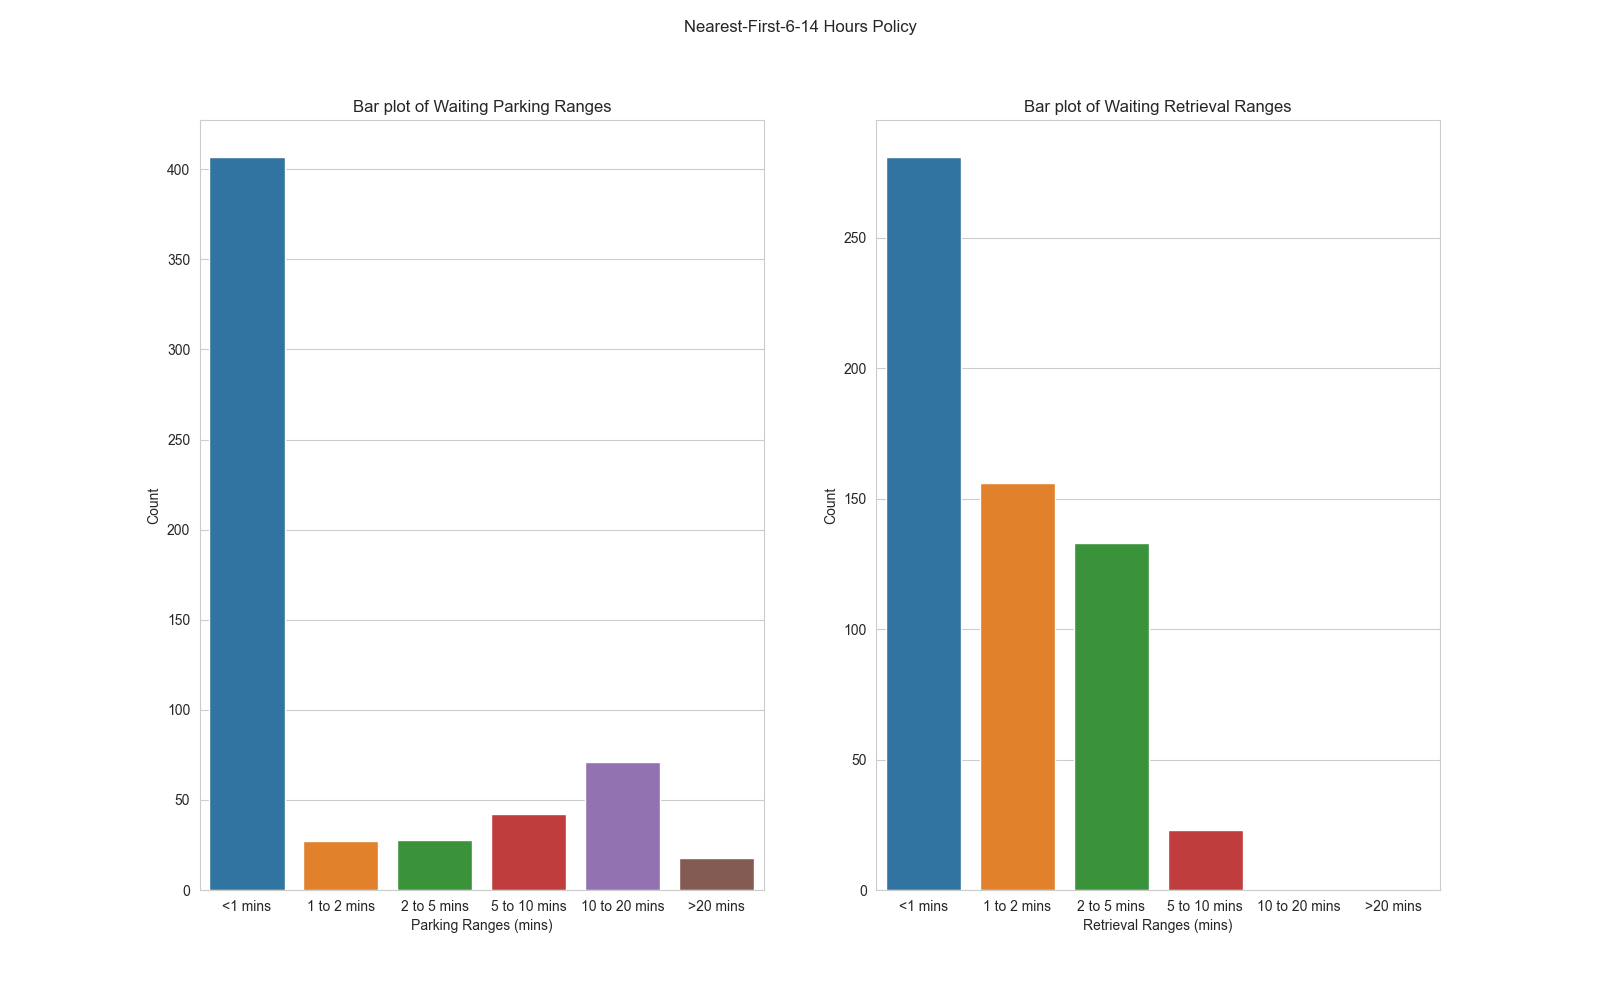 Nearest-First-6-14 Hours Policy
Bar plot of Waiting Parking Ranges
400
350
300
250
200
150
100
50
0
Count
<1 mins
1 to 2 mins
2 to 5 mins
5 to 10 mins
10 to 20 mins
>20 mins
Parking Ranges (mins)
Bar plot of Waiting Retrieval Ranges
250
200
150
100
50
0
Count
<1 mins
1 to 2 mins
2 to 5 mins
5 to 10 mins
10 to 20 mins
>20 mins
Retrieval Ranges (mins)